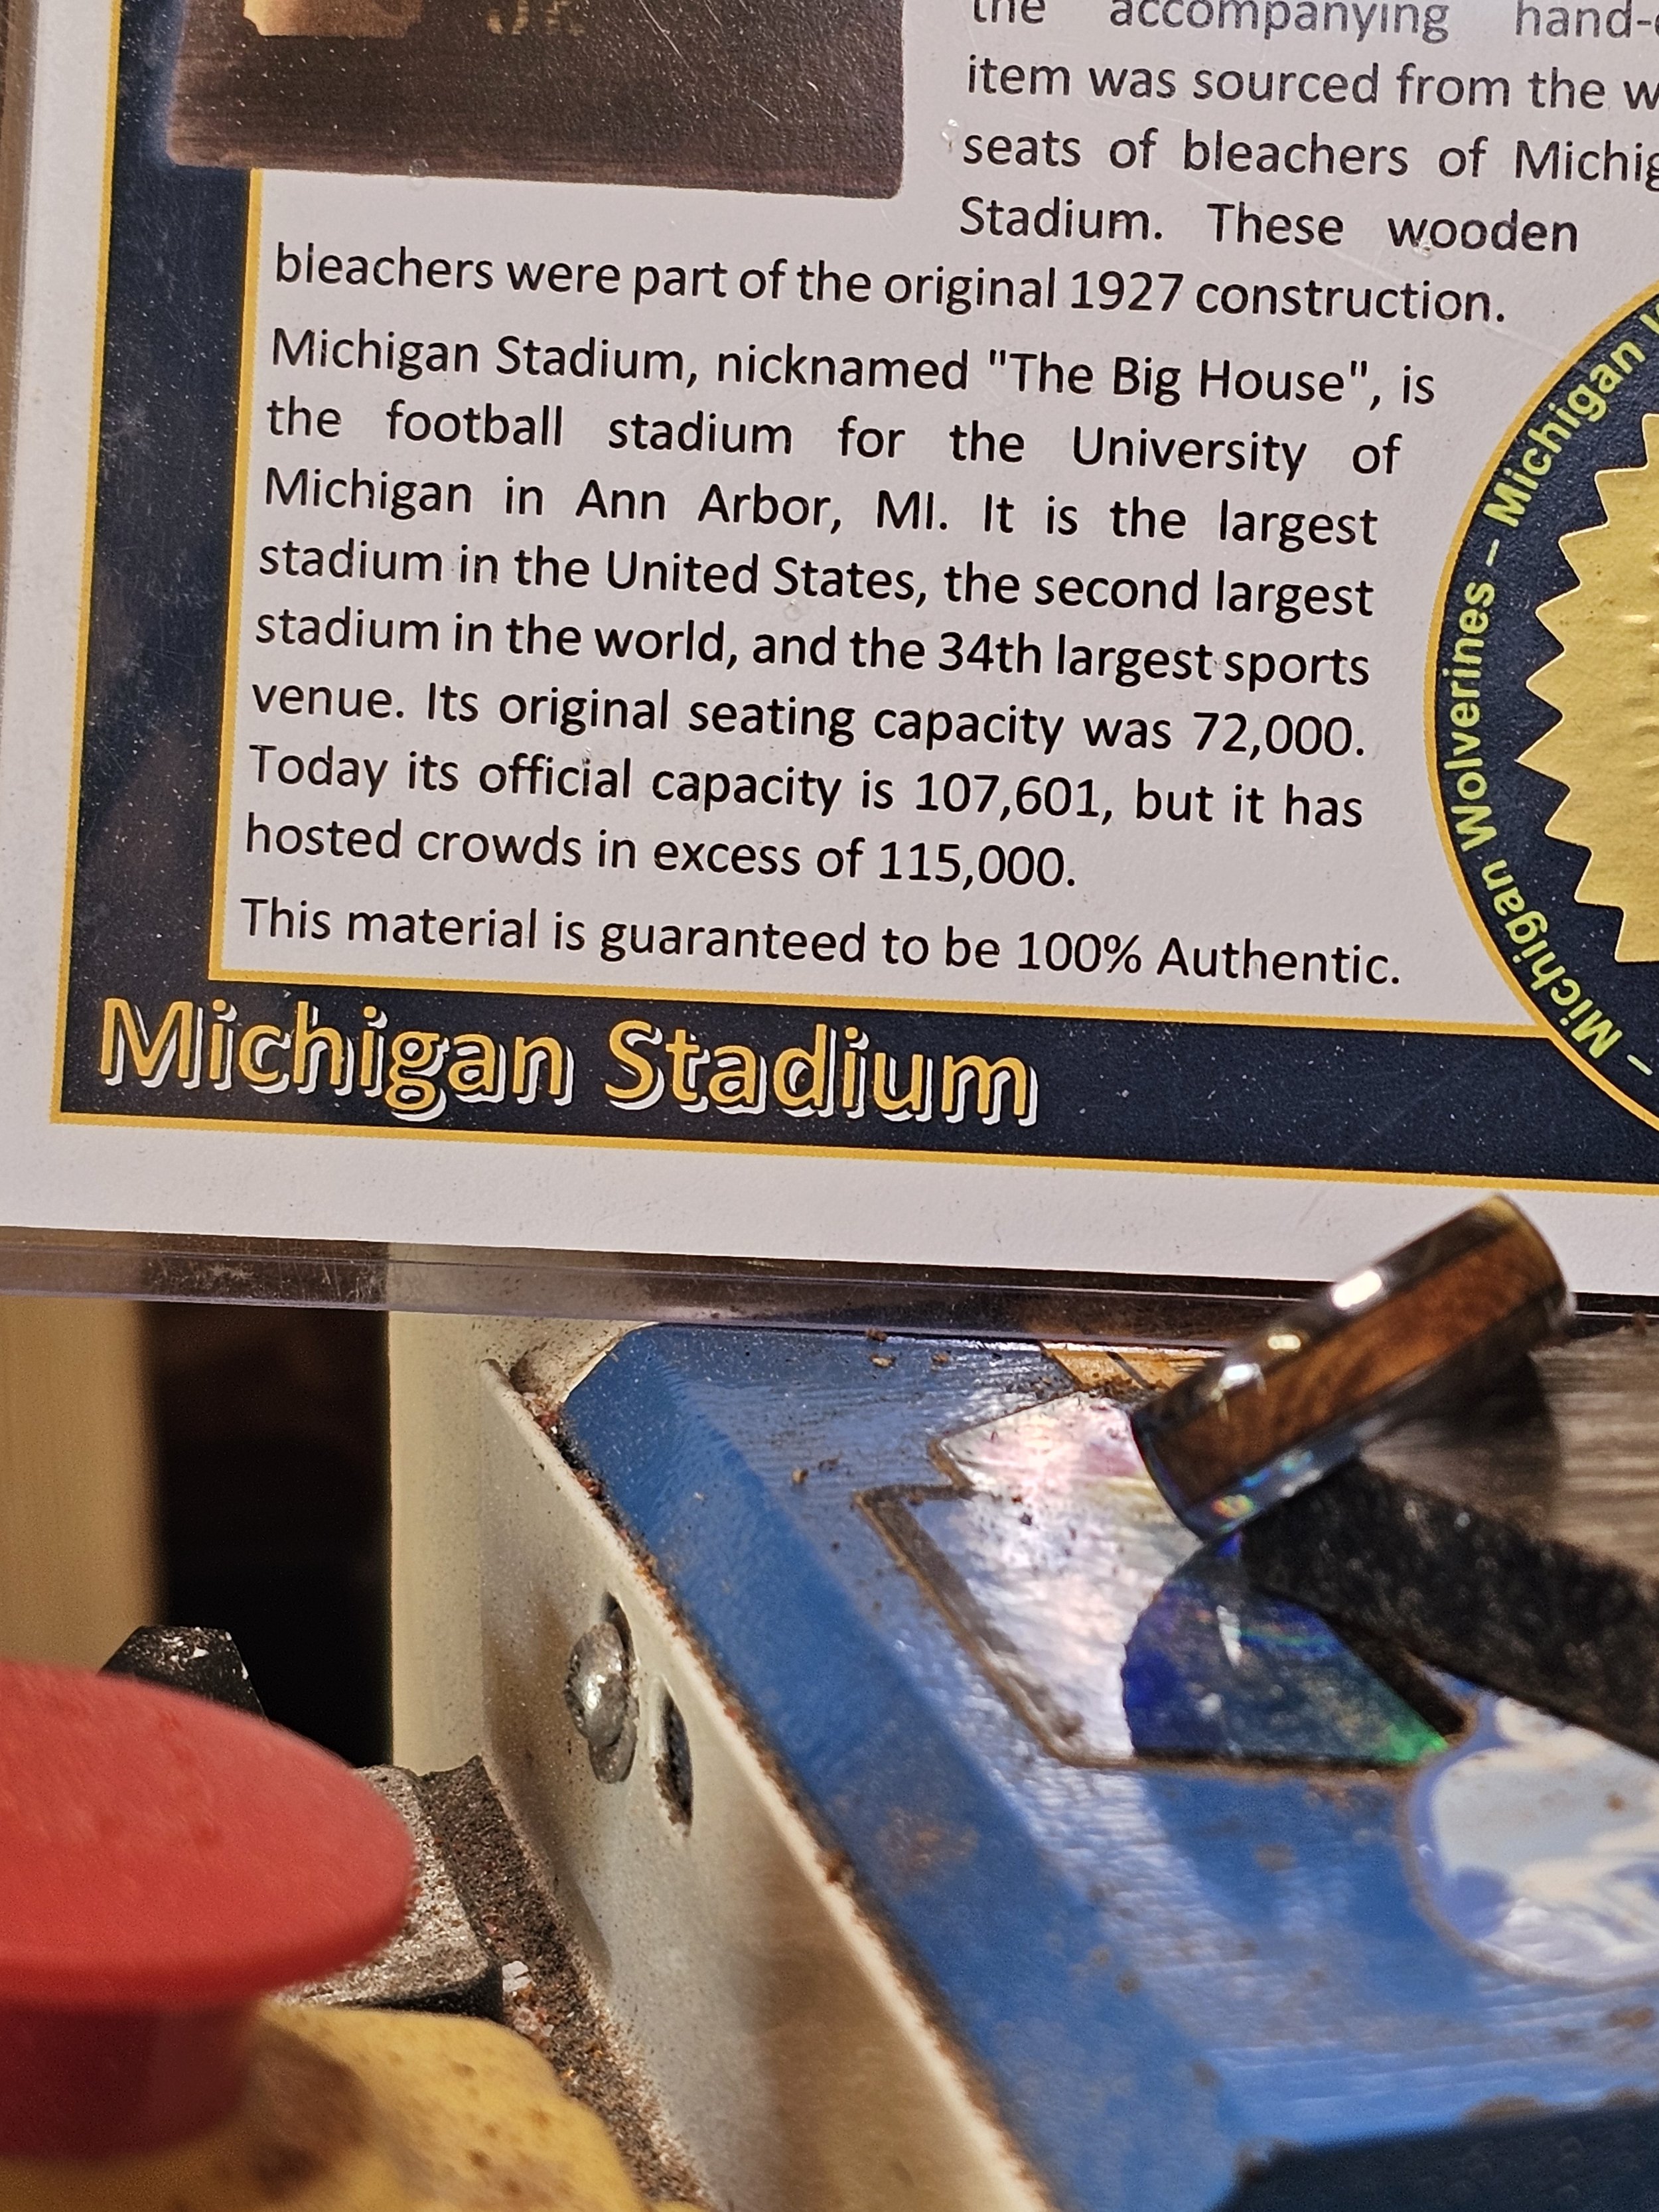 the accompanying hand-
item was sourced from the w
seats of bleachers of Michig
Stadium. These wooden
bleachers were part of the original 1927 construction.
Michigan Stadium, nicknamed "The Big House", is
the football stadium for the University of
Michigan in Ann Arbor, MI. It is the largest
stadium in the United States, the second largest
stadium in the world, and the 34th largest sports
venue. Its original seating capacity was 72,000.
Today its official capacity is 107,601, but it has
hosted crowds in excess of 115,000.
This material is guaranteed to be 100% Authentic.
– Michigan Wolverines – Michigan
Michigan Stadium